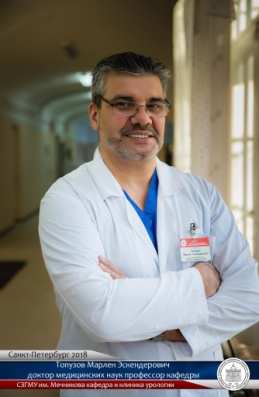 Санкт-Петербург 2018
Топузов Марлен Эскендерович
доктор медицинских наук профессор кафедры
СЗГМУ им. Мечникова кафедра и клиника урологии